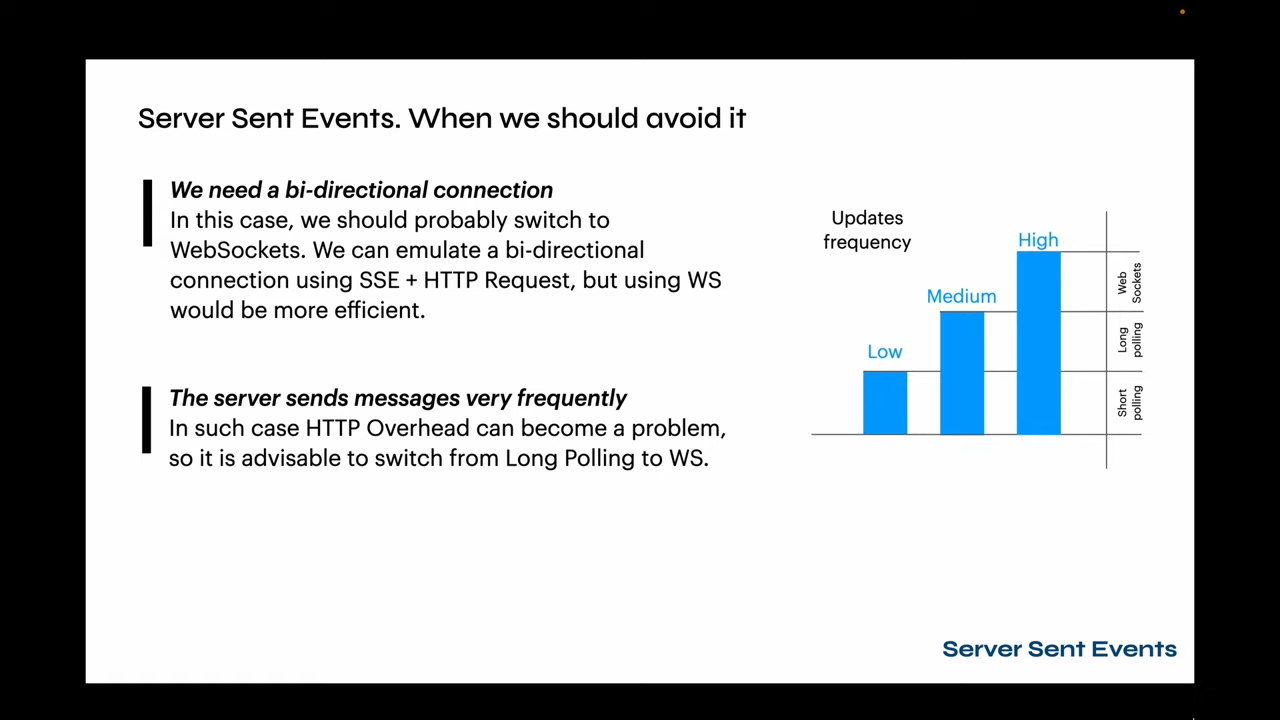 Server Sent Events. When we should avoid it
We need a bi-directional connection
In this case, we should probably switch to
WebSockets. We can emulate a bi-directional
connection using SSE + HTTP Request, but using WS
would be more efficient.
The server sends messages very frequently
In such case HTTP Overhead can become a problem,
so it is advisable to switch from Long Polling to WS.
Updates
frequency
High
Medium
Low
Web
Sockets
Long
polling
Short
polling
Server Sent Events